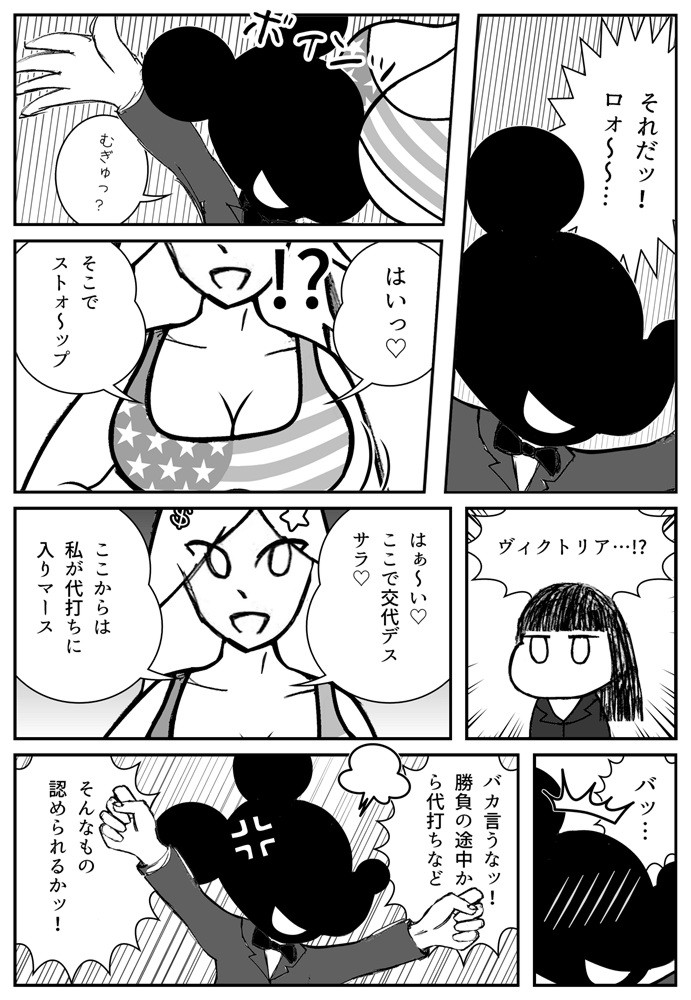 それだッ！
ロォ～～…
ボインッ
むぎゅっ？
はいっ♡
!?
そこで
ストォ～ップ
ヴィクトリア…!?
はぁ～い♡
ここで交代デス
サラ♡
ここからは
私が代打ちに
入りマース
バッ…
バカ言うなッ！
勝負の途中か
ら代打ちなど
そんなもの
認められるかッ！